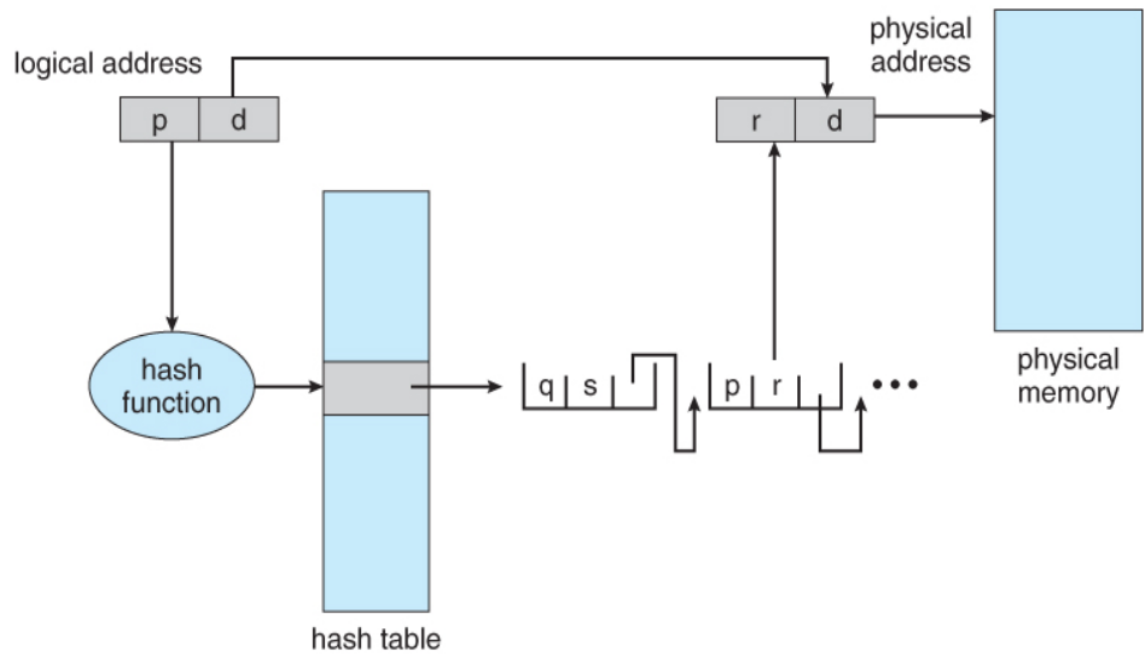 logical address
physical
address
p
d
r
d
hash
function
q
s
p
r
•••
physical
memory
hash table